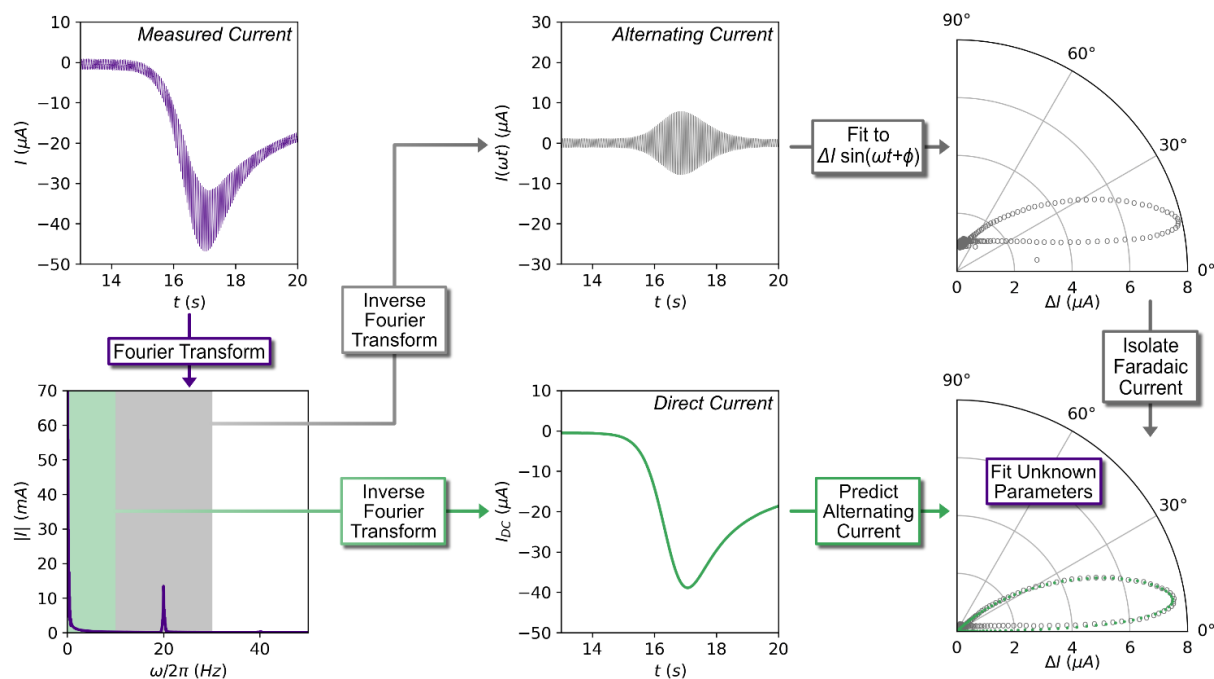 Measured Current
10
0
−10
−20
−30
−40
−50
I (µA)
14
16
18
20
t (s)
Alternating Current
30
20
10
0
−10
−20
−30
I(ωt) (µA)
14
16
18
20
t (s)
Fit to
ΔI sin(ωt+ϕ)
90°
60°
30°
0°
0
2
4
6
8
ΔI (µA)
Fourier Transform
Inverse
Fourier
Transform
Isolate
Faradaic
Current
70
60
50
40
30
20
10
0
|I| (mA)
0
20
40
ω/2π (Hz)
Inverse
Fourier
Transform
Direct Current
10
0
−10
−20
−30
−40
−50
I_DC (µA)
14
16
18
20
t (s)
Predict
Alternating
Current
90°
60°
30°
0°
Fit Unknown
Parameters
0
2
4
6
8
ΔI (µA)